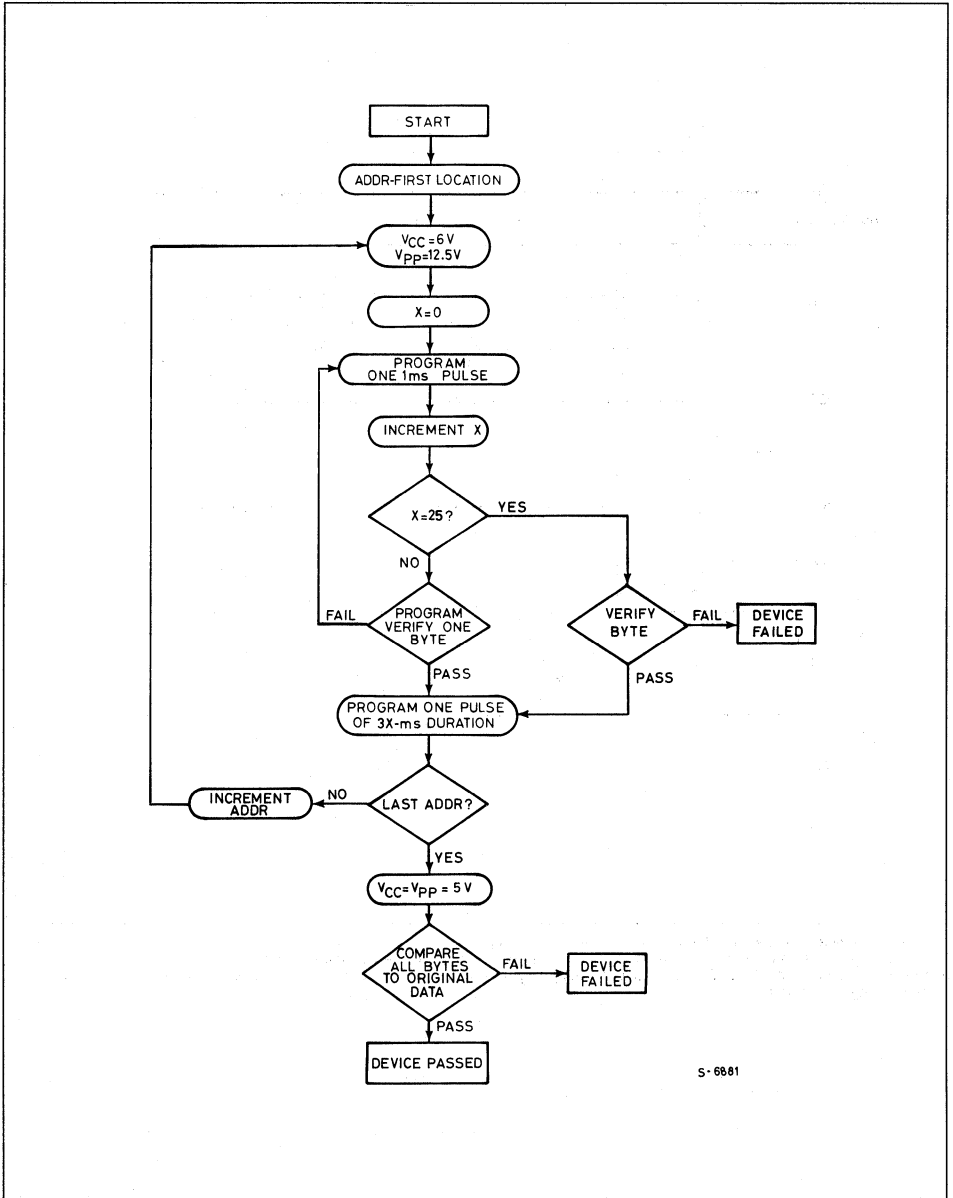 START
ADDR-FIRST LOCATION
VCC=6V
VPP=12.5V
X=0
PROGRAM
ONE 1ms PULSE
INCREMENT X
X=25?
YES
NO
PROGRAM
VERIFY ONE
BYTE
FAIL
VERIFY
BYTE
FAIL
DEVICE
FAILED
PASS
PASS
PROGRAM ONE PULSE
OF 3X-ms DURATION
LAST ADDR?
NO
INCREMENT
ADDR
YES
VCC=VPP = 5V
COMPARE
ALL BYTES
TO ORIGINAL
DATA
FAIL
DEVICE
FAILED
PASS
DEVICE PASSED
S-6881